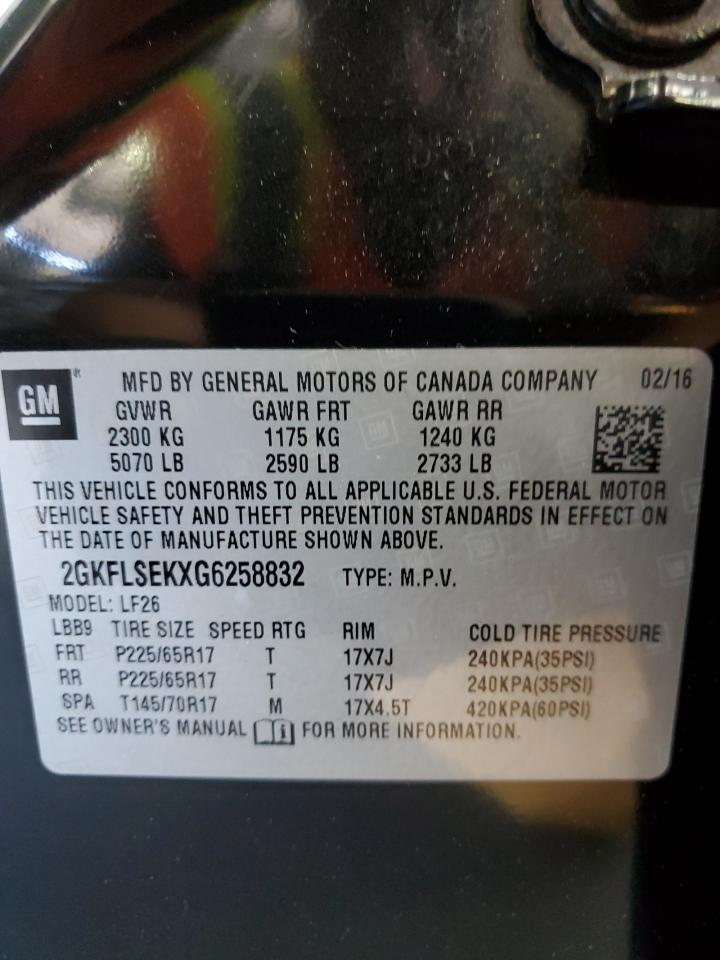 GM MFD BY GENERAL MOTORS OF CANADA COMPANY 02/16
GVWR GAWR FRT GAWR RR
2300 KG 1175 KG 1240 KG
5070 LB 2590 LB 2733 LB
THIS VEHICLE CONFORMS TO ALL APPLICABLE U.S. FEDERAL MOTOR
VEHICLE SAFETY AND THEFT PREVENTION STANDARDS IN EFFECT ON
THE DATE OF MANUFACTURE SHOWN ABOVE.
2GKFLSEKXG6258832 TYPE: M.P.V.
MODEL: LF26
LBB9 TIRE SIZE SPEED RTG RIM COLD TIRE PRESSURE
FRT P225/65R17 T 17X7J 240KPA(35PSI)
RR P225/65R17 T 17X7J 240KPA(35PSI)
SPA T145/70R17 M 17X4.5T 420KPA(60PSI)
SEE OWNER'S MANUAL i FOR MORE INFORMATION.